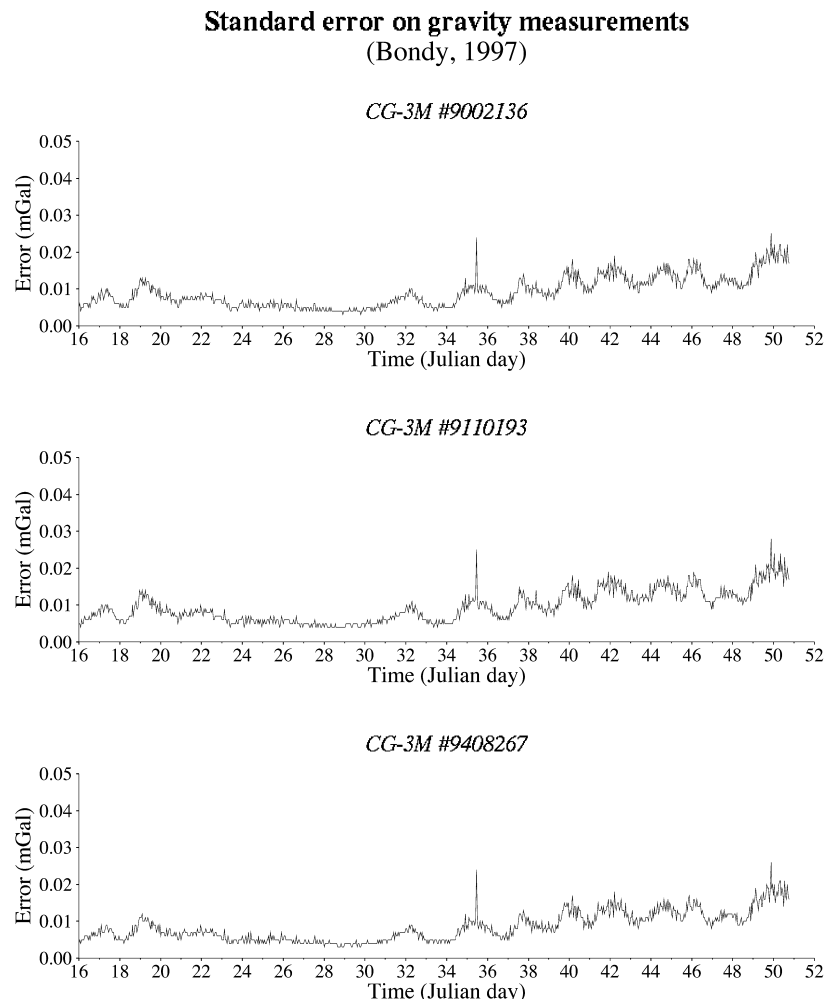 Standard error on gravity measurements
(Bondy, 1997)
CG-3M #9002136
Error (mGal)
0.05
0.04
0.03
0.02
0.01
0.00
16 18 20 22 24 26 28 30 32 34 36 38 40 42 44 46 48 50 52
Time (Julian day)
CG-3M #9110193
Error (mGal)
0.05
0.04
0.03
0.02
0.01
0.00
16 18 20 22 24 26 28 30 32 34 36 38 40 42 44 46 48 50 52
Time (Julian day)
CG-3M #9408267
Error (mGal)
0.05
0.04
0.03
0.02
0.01
0.00
16 18 20 22 24 26 28 30 32 34 36 38 40 42 44 46 48 50 52
Time (Julian day)